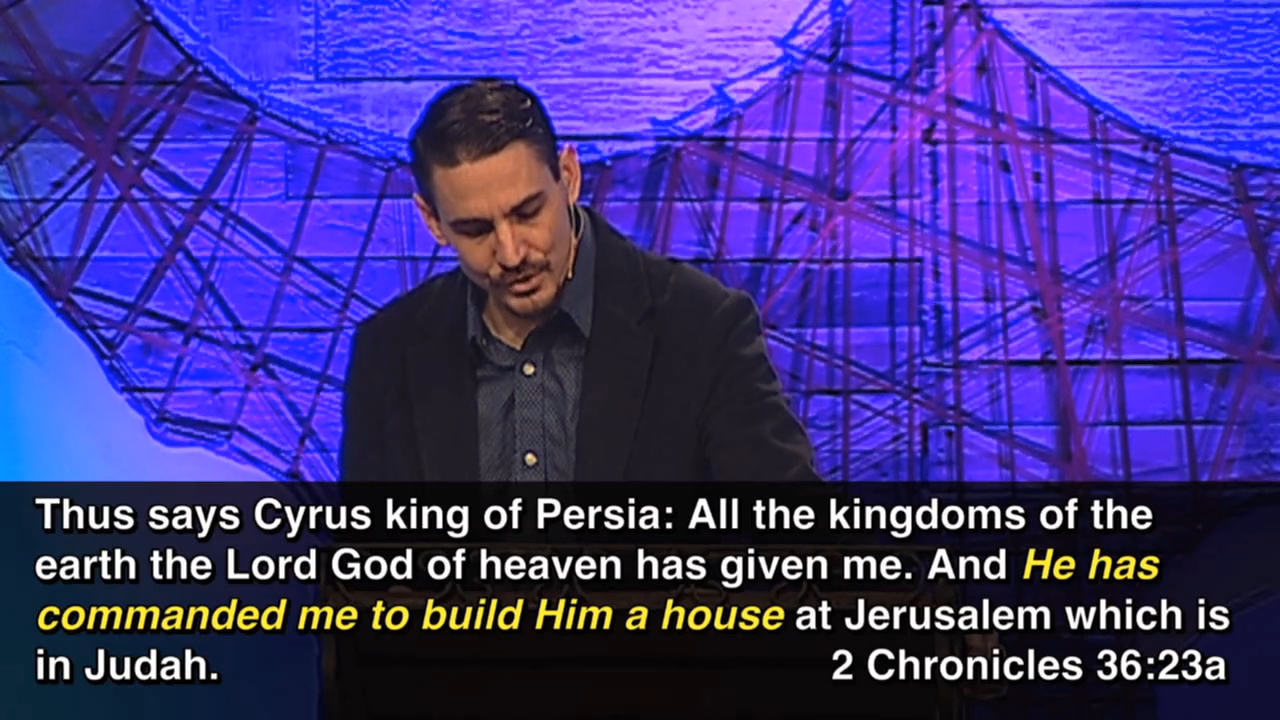 Thus says Cyrus king of Persia: All the kingdoms of the
earth the Lord God of heaven has given me. And He has
commanded me to build Him a house at Jerusalem which is
in Judah. 2 Chronicles 36:23a